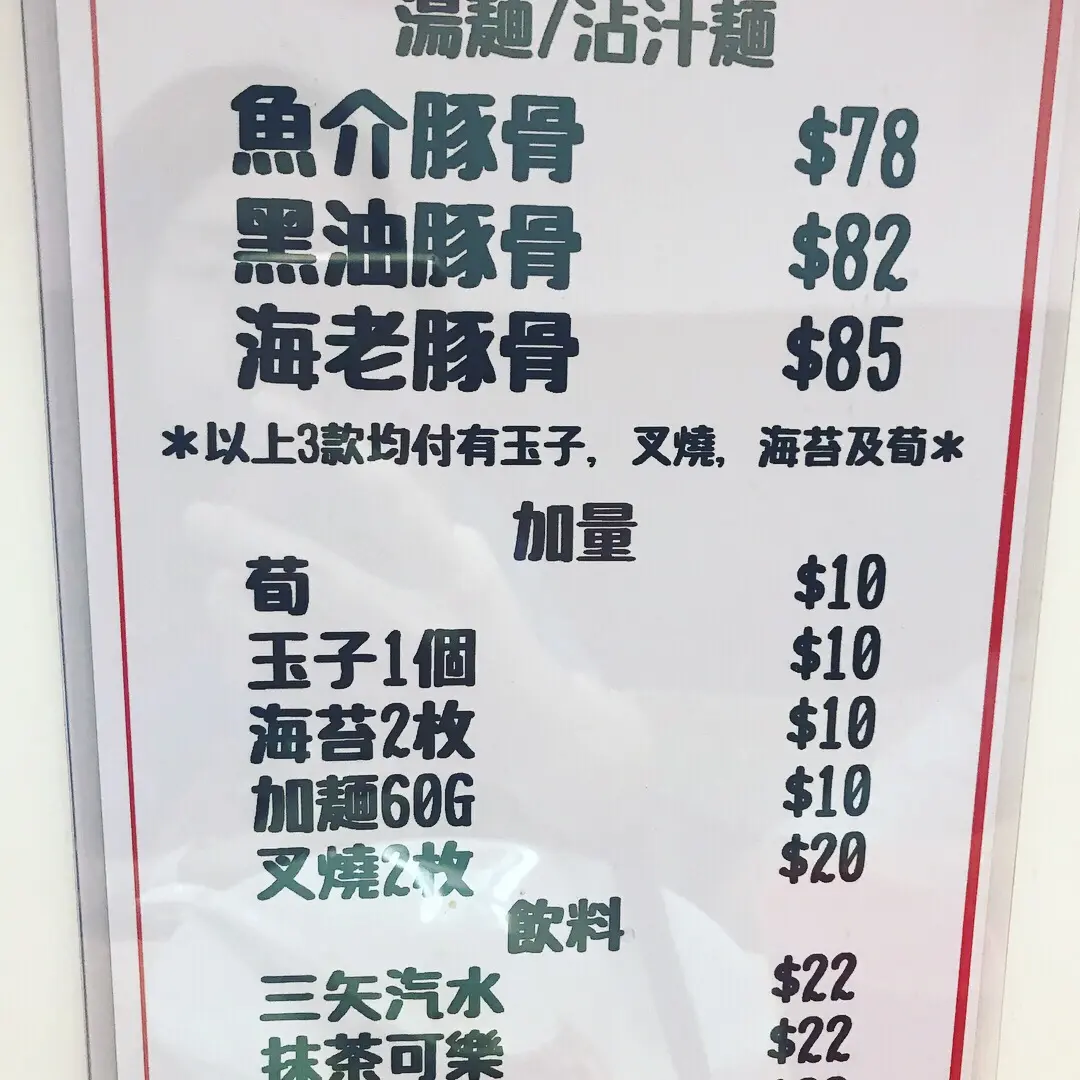 湯麵/沾汁麵
魚介豚骨 $78
黑油豚骨 $82
海老豚骨 $85
*以上3款均付有玉子, 叉燒, 海苔及荀*
加量
荀 $10
玉子1個 $10
海苔2枚 $10
加麵60G $10
叉燒2枚 $20
飲料
三矢汽水 $22
抹茶可樂 $22